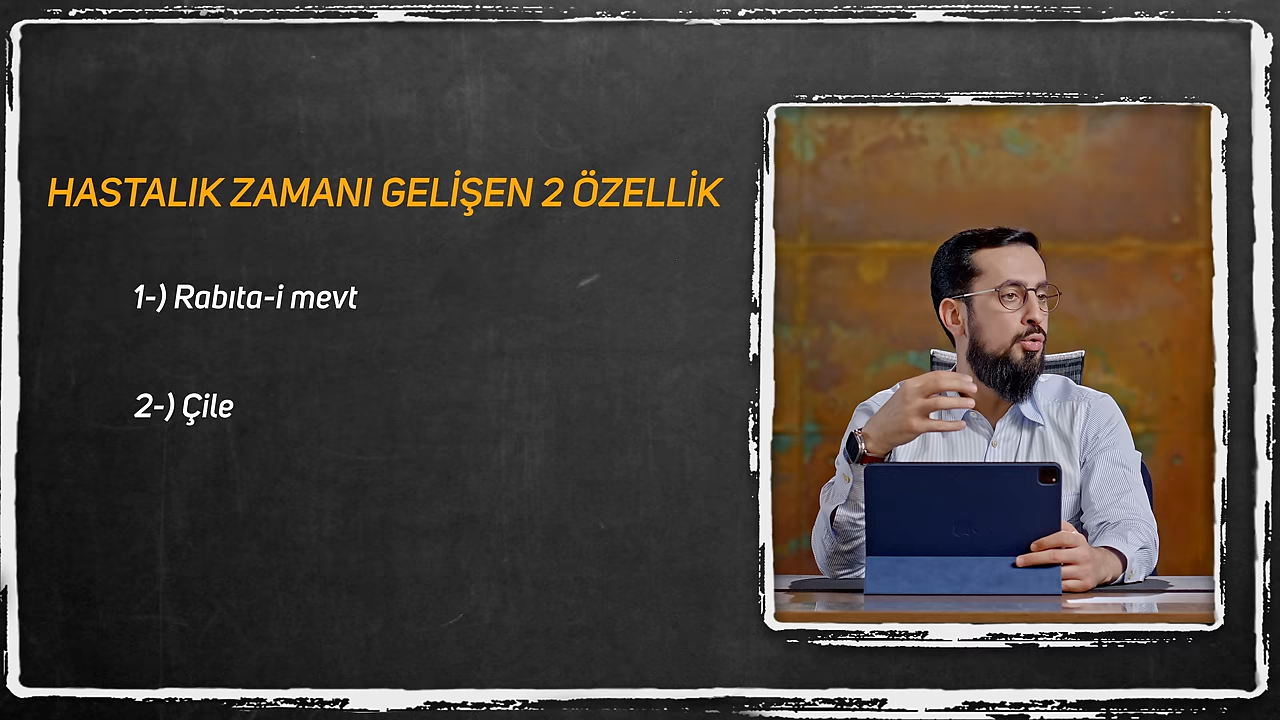 HASTALIK ZAMANI GELİŞEN 2 ÖZELLİK
1-) Rabıta-i mevt
2-) Çile